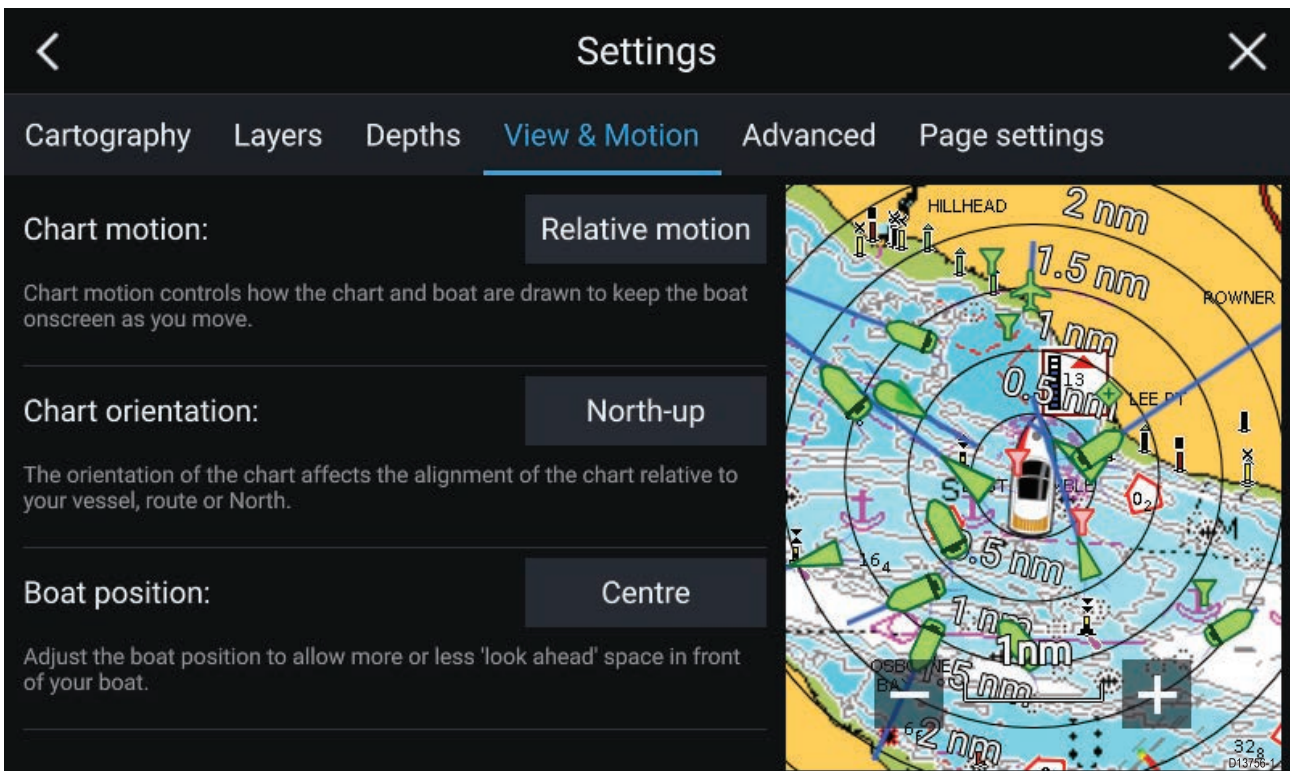 Settings
Cartography Layers Depths View & Motion Advanced Page settings
Chart motion:
Relative motion
Chart motion controls how the chart and boat are drawn to keep the boat
onscreen as you move.
Chart orientation:
North-up
The orientation of the chart affects the alignment of the chart relative to
your vessel, route or North.
Boat position:
Centre
Adjust the boat position to allow more or less 'look ahead' space in front
of your boat.
HILLHEAD
2 nm
1.5 nm
ROWNER
1 nm
0.5 nm
13
LEE PT
0₂
M
16₄
0.5 nm
1 nm
1nm
2 nm
32₈
D13756-1